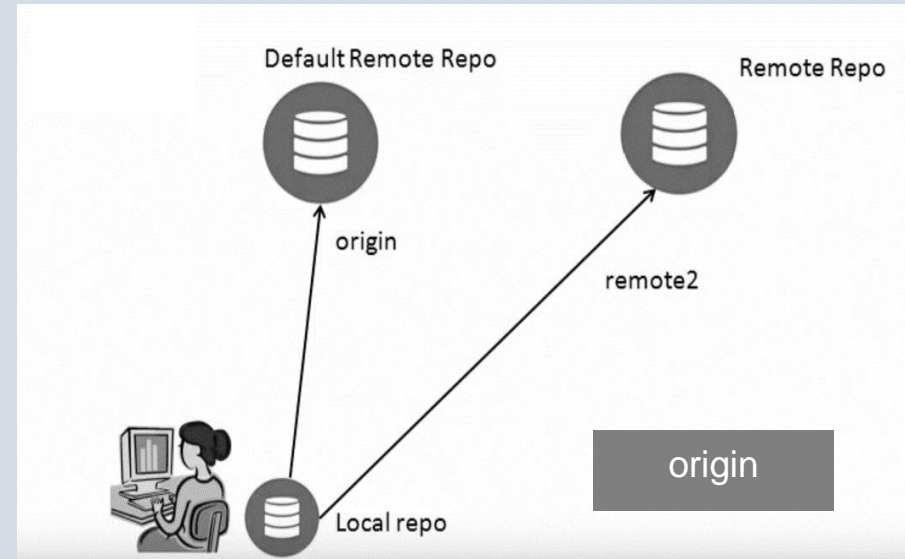 Default Remote Repo
Remote Repo
origin
remote2
origin
Local repo